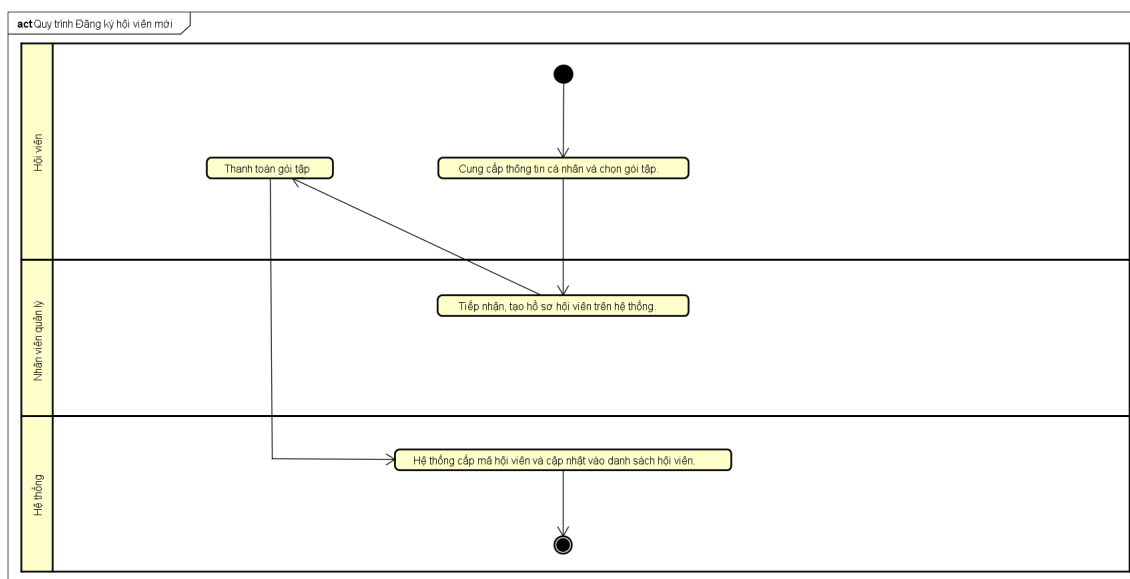 act Quy trình Đăng ký hội viên mới
Hội viên
Thanh toán gói tập
Cung cấp thông tin cá nhân và chọn gói tập.
Nhân viên quản lý
Tiếp nhận, tạo hồ sơ hội viên trên hệ thống.
Hệ thống
Hệ thống cấp mã hội viên và cập nhật vào danh sách hội viên.